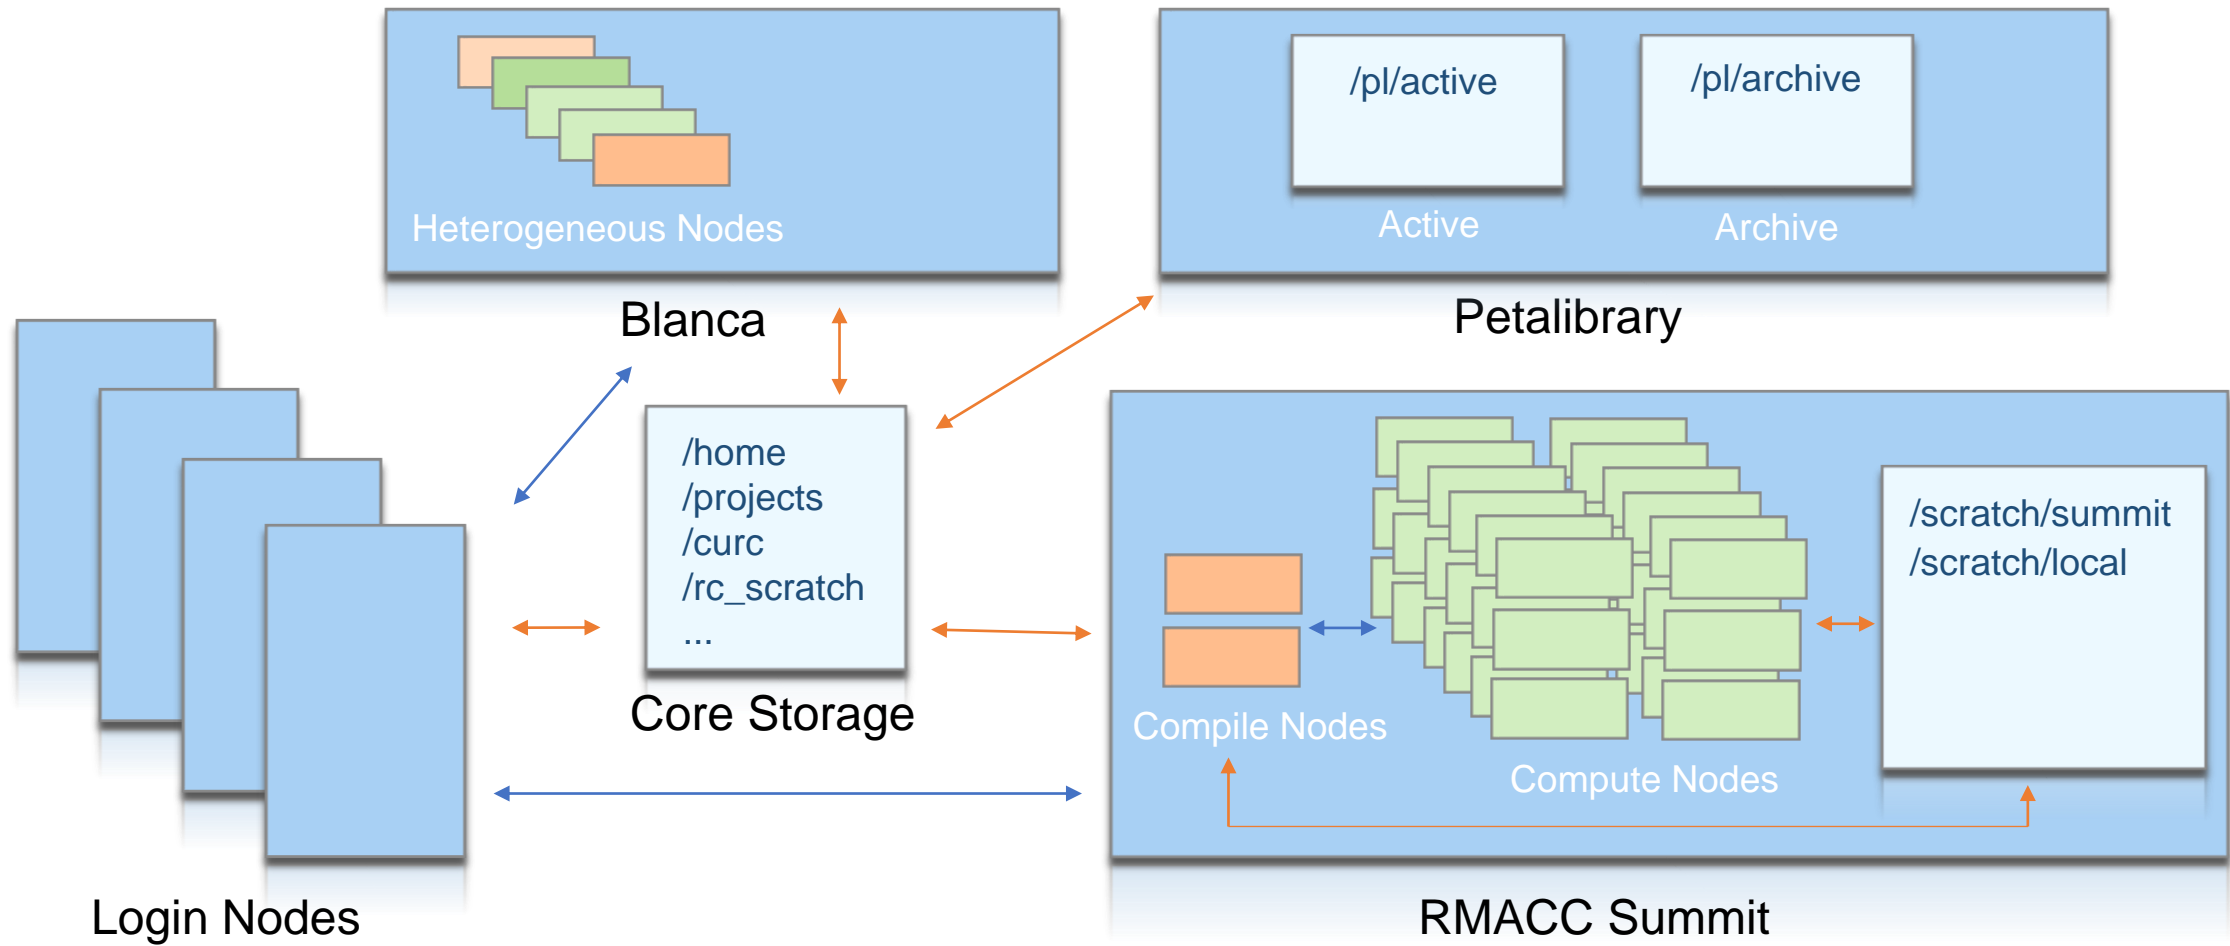 Heterogeneous Nodes
Blanca
/pl/active
Active
/pl/archive
Archive
Petalibrary
Login Nodes
/home
/projects
/curc
/rc_scratch
...
Core Storage
Compile Nodes
Compute Nodes
/scratch/summit
/scratch/local
RMACC Summit